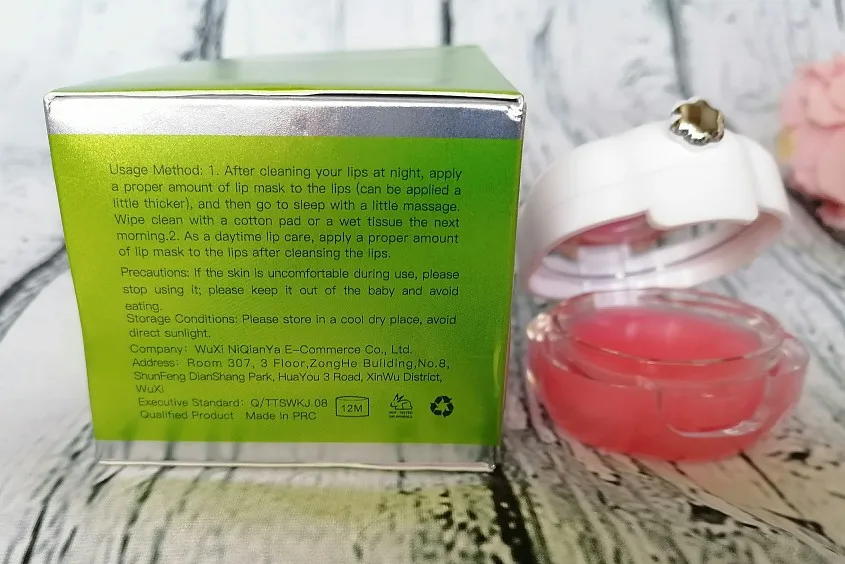 Usage Method: 1. After cleaning your lips at night, apply
a proper amount of lip mask to the lips (can be applied a
little thicker), and then go to sleep with a little massage.
Wipe clean with a cotton pad or a wet tissue the next
morning.2. As a daytime lip care, apply a proper amount
of lip mask to the lips after cleansing the lips.
Precautions: If the skin is uncomfortable during use, please
stop using it; please keep it out of the baby and avoid
eating.
Storage Conditions: Please store in a cool dry place, avoid
direct sunlight.
Company: WuXi NiQianYa E-Commerce Co., Ltd.
Address: Room 307, 3 Floor,ZongHe Building,No.8,
ShunFeng DianShang Park, HuaYou 3 Road, XinWu District,
WuXi
Executive Standard: Q/TTSWKJ 08
Qualified Product Made in PRC
12M